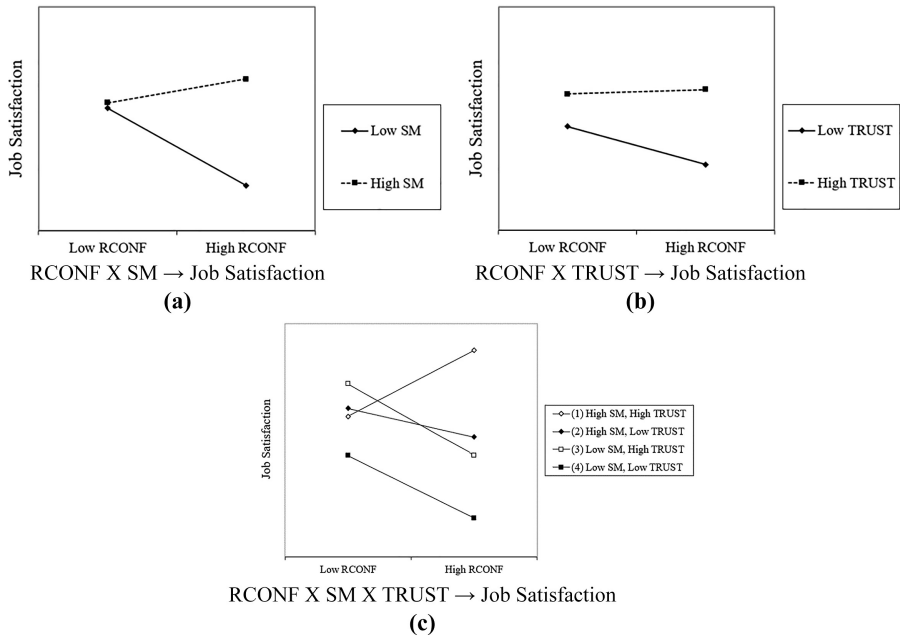 Job Satisfaction
Low SM
High SM
Low RCONF High RCONF
RCONF X SM → Job Satisfaction
(a)
Job Satisfaction
Low TRUST
High TRUST
Low RCONF High RCONF
RCONF X TRUST → Job Satisfaction
(b)
Job Satisfaction
(1) High SM, High TRUST
(2) High SM, Low TRUST
(3) Low SM, High TRUST
(4) Low SM, Low TRUST
Low RCONF High RCONF
RCONF X SM X TRUST → Job Satisfaction
(c)